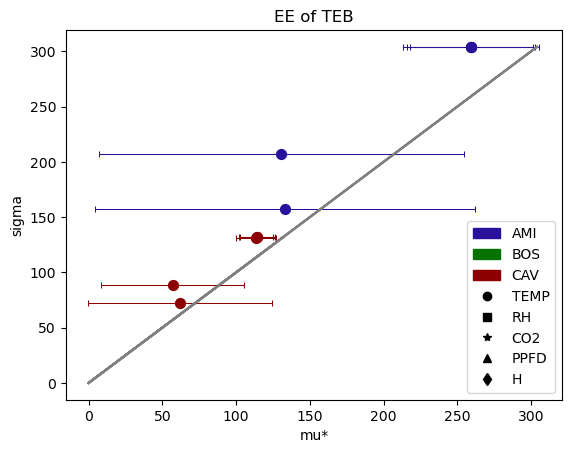 EE of TEB
300
250
200
150
100
50
0
sigma
0
50
100
150
200
250
300
mu*
AMI
BOS
CAV
TEMP
RH
CO2
PPFD
H